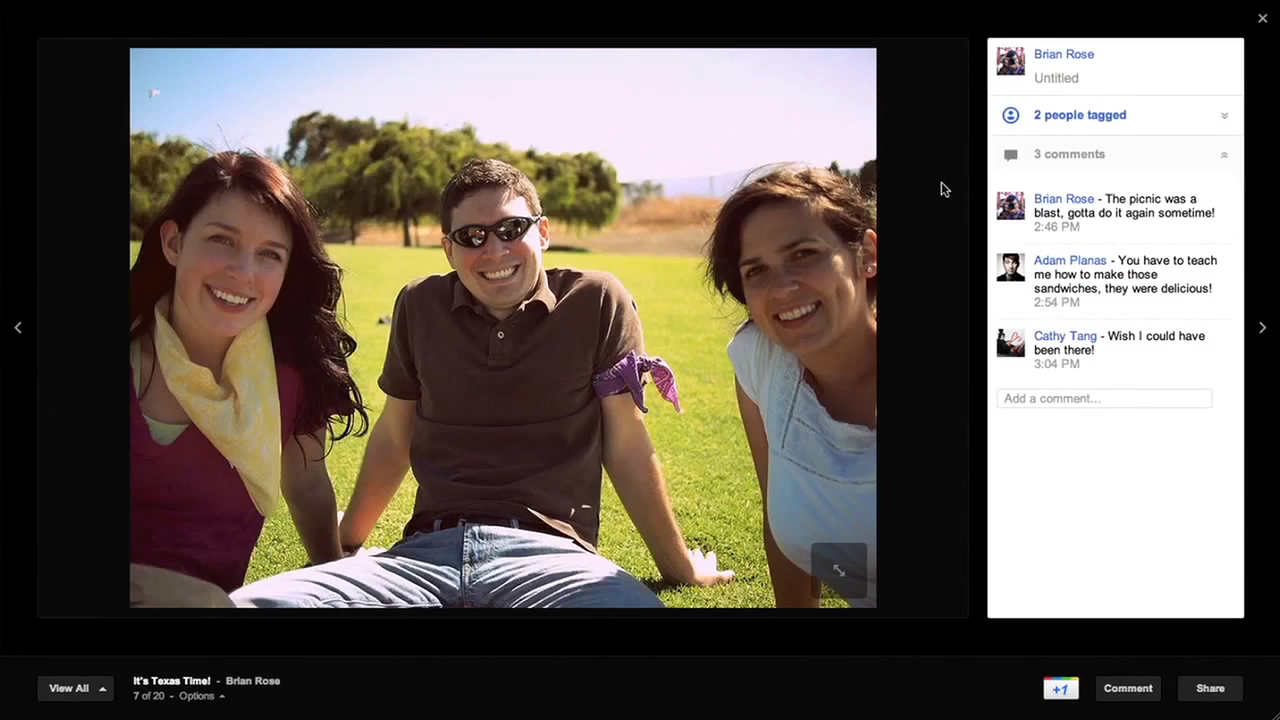 Brian Rose
Untitled
2 people tagged
3 comments
Brian Rose - The picnic was a
blast, gotta do it again sometime!
2:46 PM
Adam Planas - You have to teach
me how to make those
sandwiches, they were delicious!
2:54 PM
Cathy Tang - Wish I could have
been there!
3:04 PM
Add a comment...
View All
It's Texas Time! - Brian Rose
7 of 20 - Options
+1
Comment
Share